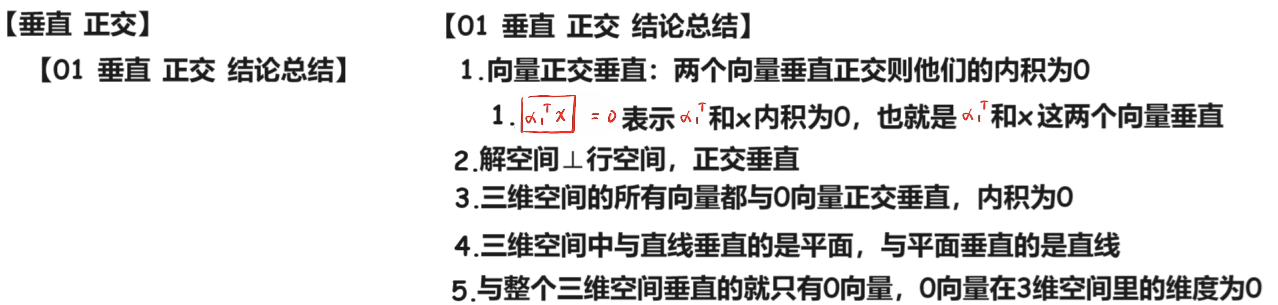 【垂直 正交】
【01 垂直 正交 结论总结】
【01 垂直 正交 结论总结】
1.向量正交垂直：两个向量垂直正交则他们的内积为0
1. α₁ᵀx = 0 表示 α₁ᵀ 和x内积为0，也就是 α₁ᵀ 和x这两个向量垂直
2.解空间⊥行空间，正交垂直
3.三维空间的所有向量都与0向量正交垂直，内积为0
4.三维空间中与直线垂直的是平面，与平面垂直的是直线
5.与整个三维空间垂直的就只有0向量，0向量在3维空间里的维度为0